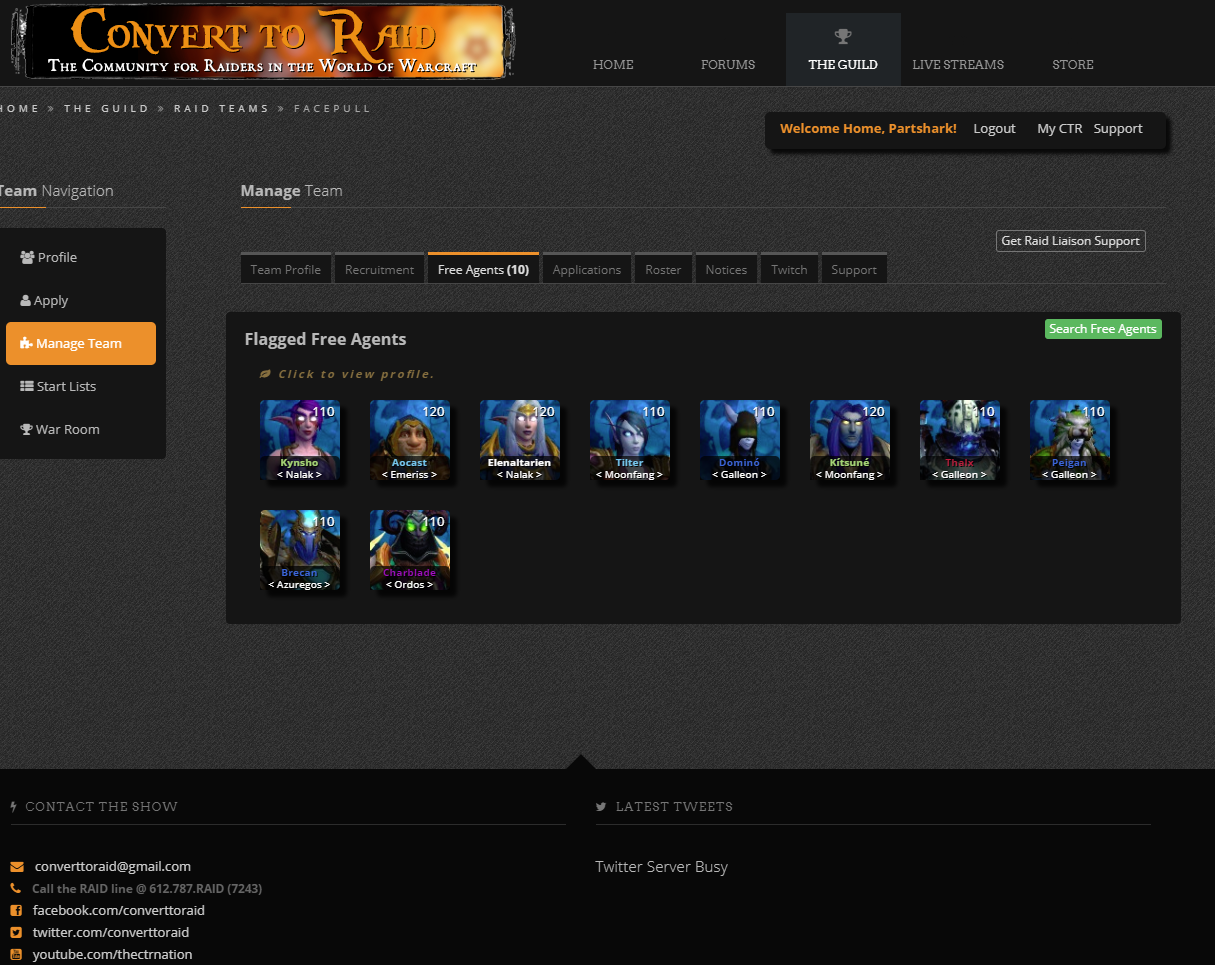 Convert to Raid
The Community for Raiders in the World of Warcraft
HOME FORUMS THE GUILD LIVE STREAMS STORE
HOME » THE GUILD » RAID TEAMS » FACEPULL
Welcome Home, Partshark! Logout My CTR Support
Team Navigation
Profile
Apply
Manage Team
Start Lists
War Room
Manage Team
Get Raid Liaison Support
Team Profile Recruitment Free Agents (10) Applications Roster Notices Twitch Support
Flagged Free Agents
Search Free Agents
Click to view profile.
110 120 120 110 110 120 110 110
Kynsho Aocast Elenaltarien Tilter Dominó Kitsuné Thalz Peigan
< Nalak > < Emeriss > < Nalak > < Moonfang > < Galleon > < Moonfang > < Galleon > < Galleon >
110 110
Brecan Charblade
< Azuregos > < Ordos >
CONTACT THE SHOW
converttoraid@gmail.com
Call the RAID line @ 612.787.RAID (7243)
facebook.com/converttoraid
twitter.com/converttoraid
youtube.com/thectrnation
LATEST TWEETS
Twitter Server Busy